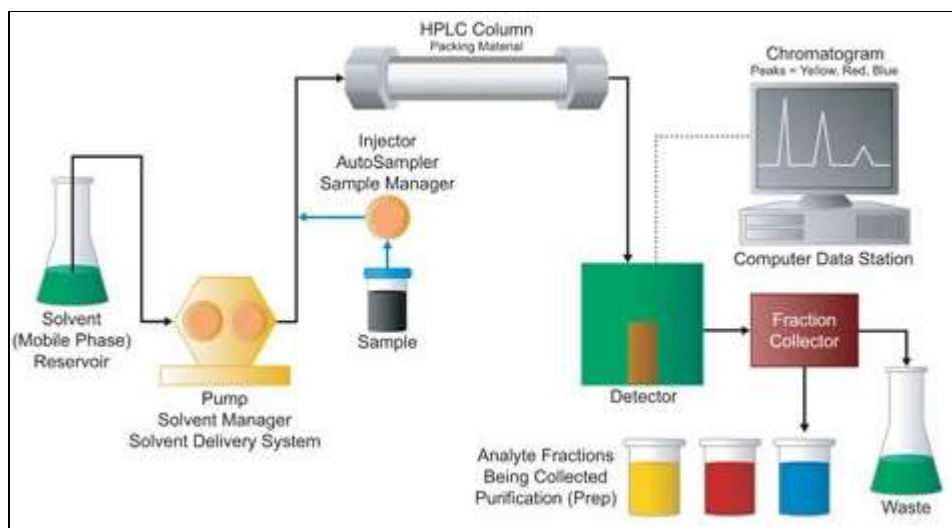 HPLC Column
Packing Material
Chromatogram
Peaks = Yellow, Red, Blue
Injector
AutoSampler
Sample Manager
Solvent
(Mobile Phase)
Reservoir
Sample
Pump
Solvent Manager
Solvent Delivery System
Computer Data Station
Detector
Fraction
Collector
Analyte Fractions
Being Collected
Purification (Prep)
Waste